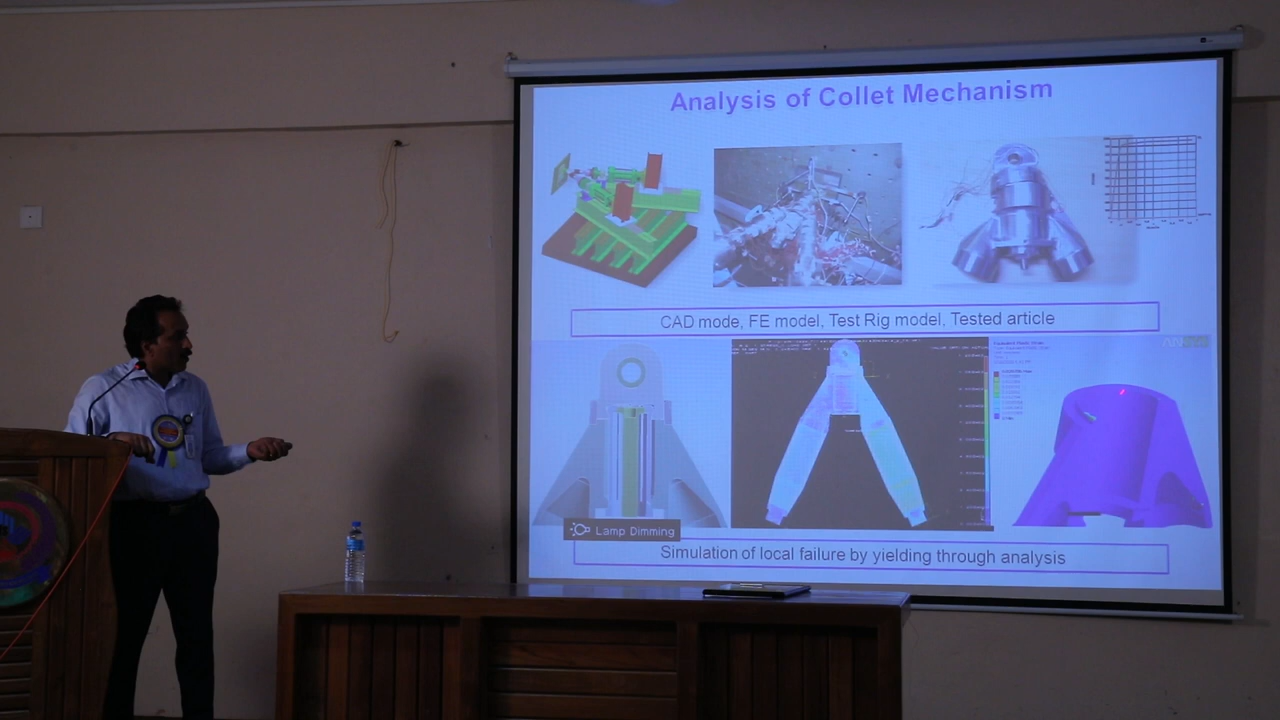 Analysis of Collet Mechanism
CAD mode, FE model, Test Rig model, Tested article
Lamp Dimming
Simulation of local failure by yielding through analysis